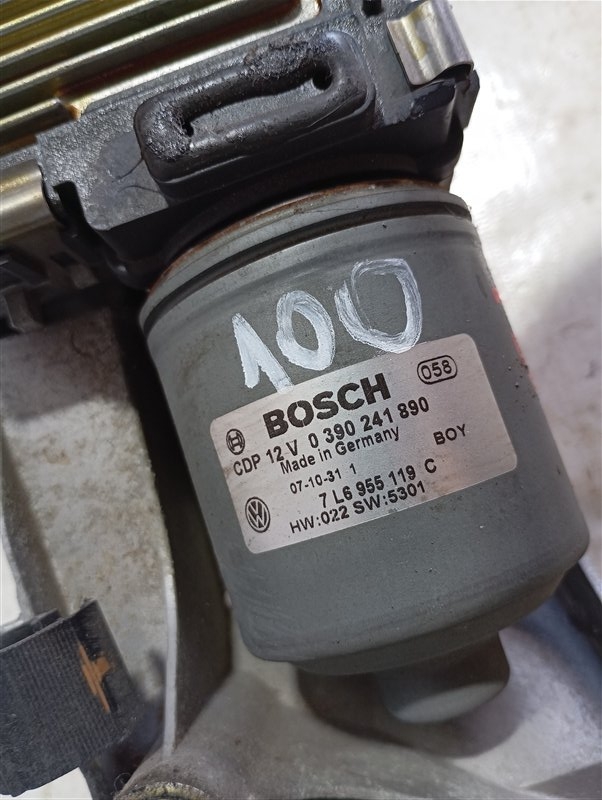 100
BOSCH 058
CDP 12 V 0 390 241 890
Made in Germany BOY
07-10-31 1
7 L6 955 119 C
HW:022 SW:5301